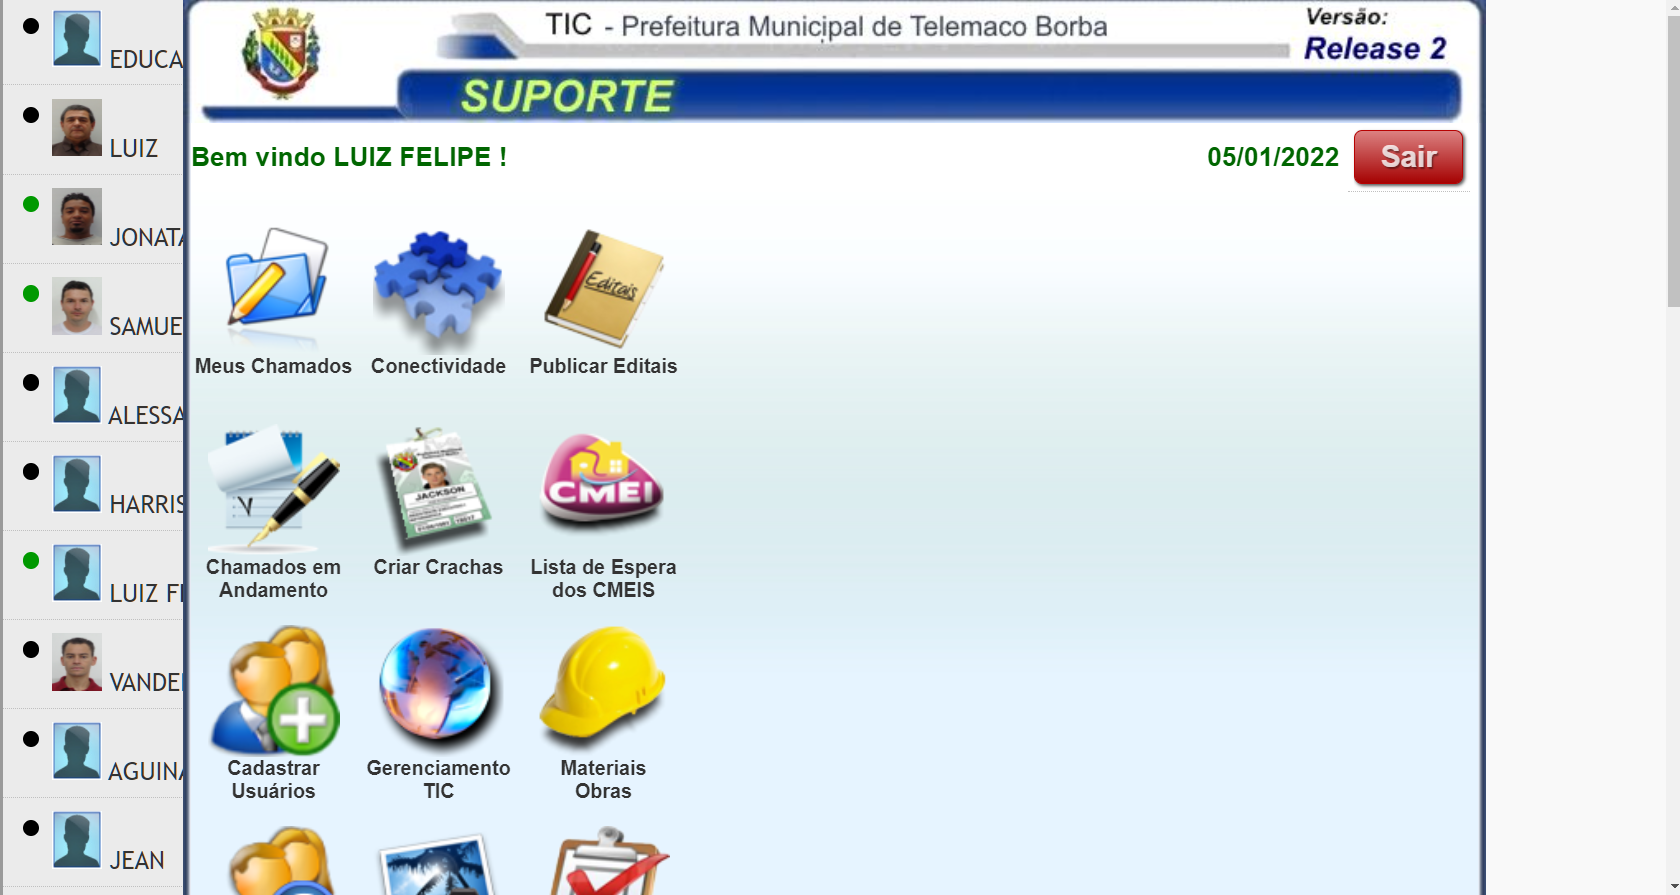 TIC - Prefeitura Municipal de Telemaco Borba
Versão:
Release 2
SUPORTE
Bem vindo LUIZ FELIPE !
05/01/2022
Sair
EDUCA
LUIZ
JONATA
SAMUE
ALESSA
HARRIS
LUIZ FE
VANDE
AGUINA
JEAN
Editais
Meus Chamados
Conectividade
Publicar Editais
JACKSON
CMEI
Chamados em
Andamento
Criar Crachas
Lista de Espera
dos CMEIS
Cadastrar
Usuários
Gerenciamento
TIC
Materiais
Obras